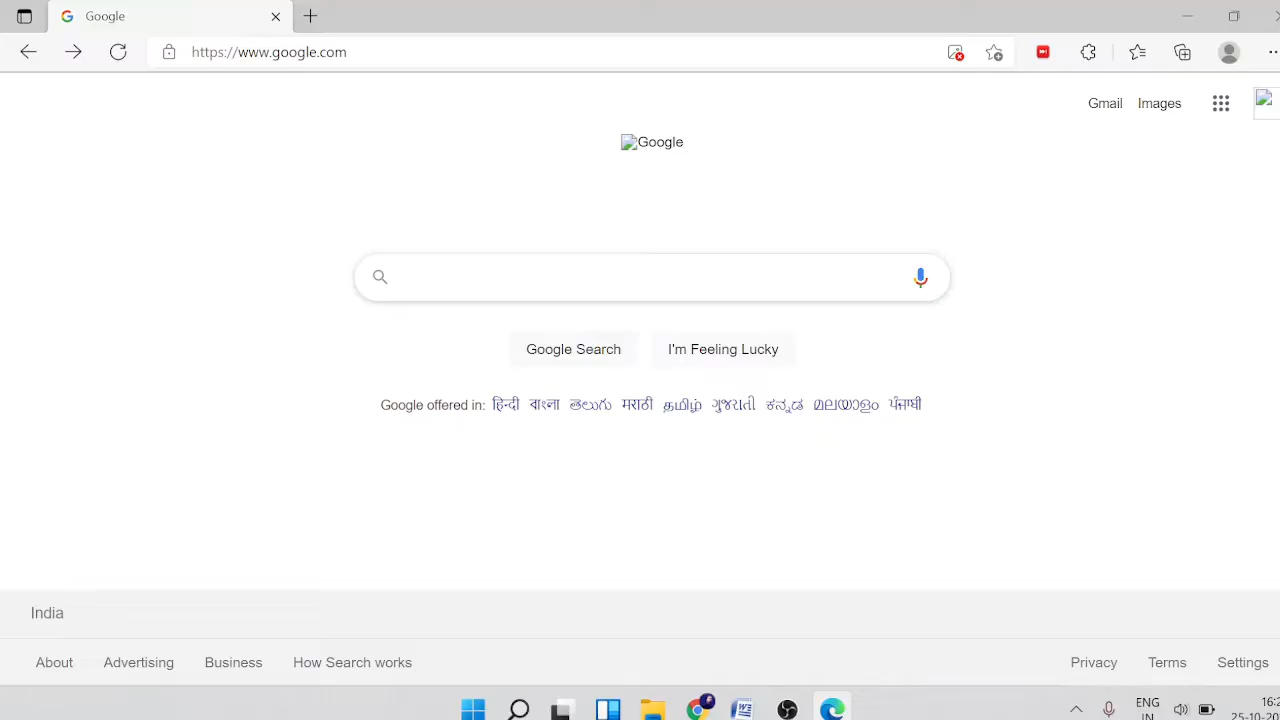 Google
https://www.google.com
Gmail Images
Google
Google Search I'm Feeling Lucky
Google offered in: हिन्दी বাংলা తెలుగు मराठी தமிழ் ગુજરાતી ಕನ್ನಡ മലയാളം ਪੰਜਾਬੀ
India
About Advertising Business How Search works Privacy Terms Settings
ENG
IN